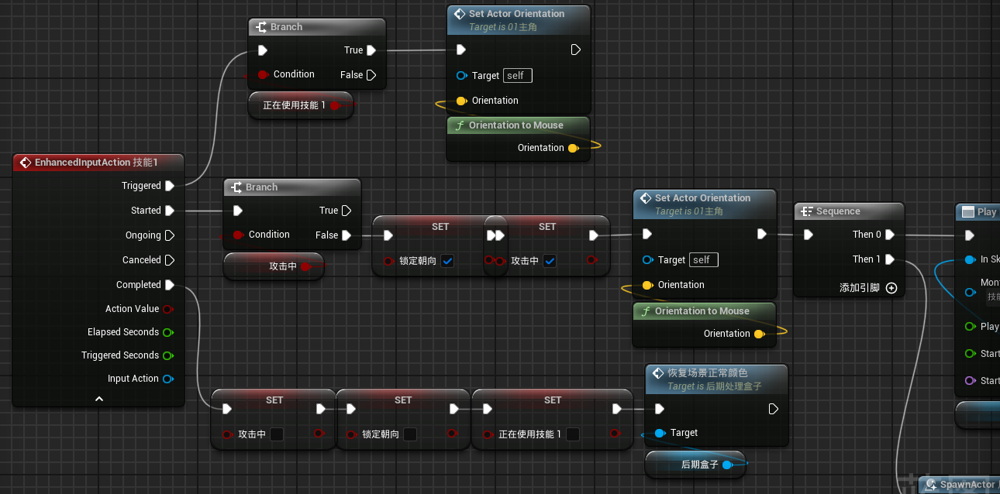 Branch
True
Condition
False
正在使用技能 1
Set Actor Orientation
Target is 01主角
Target
self
Orientation
Orientation to Mouse
Orientation
EnhancedInputAction 技能1
Triggered
Started
Ongoing
Canceled
Completed
Action Value
Elapsed Seconds
Triggered Seconds
Input Action
Branch
True
Condition
False
攻击中
SET
锁定朝向
SET
攻击中
Set Actor Orientation
Target is 01主角
Target
self
Orientation
Orientation to Mouse
Orientation
Sequence
Then 0
Then 1
添加引脚
Play
In Sk
Mon
技能
Play
Start
Start
SET
攻击中
SET
锁定朝向
SET
正在使用技能 1
恢复场景正常颜色
Target is 后期处理盒子
Target
后期盒子
SpawnActor